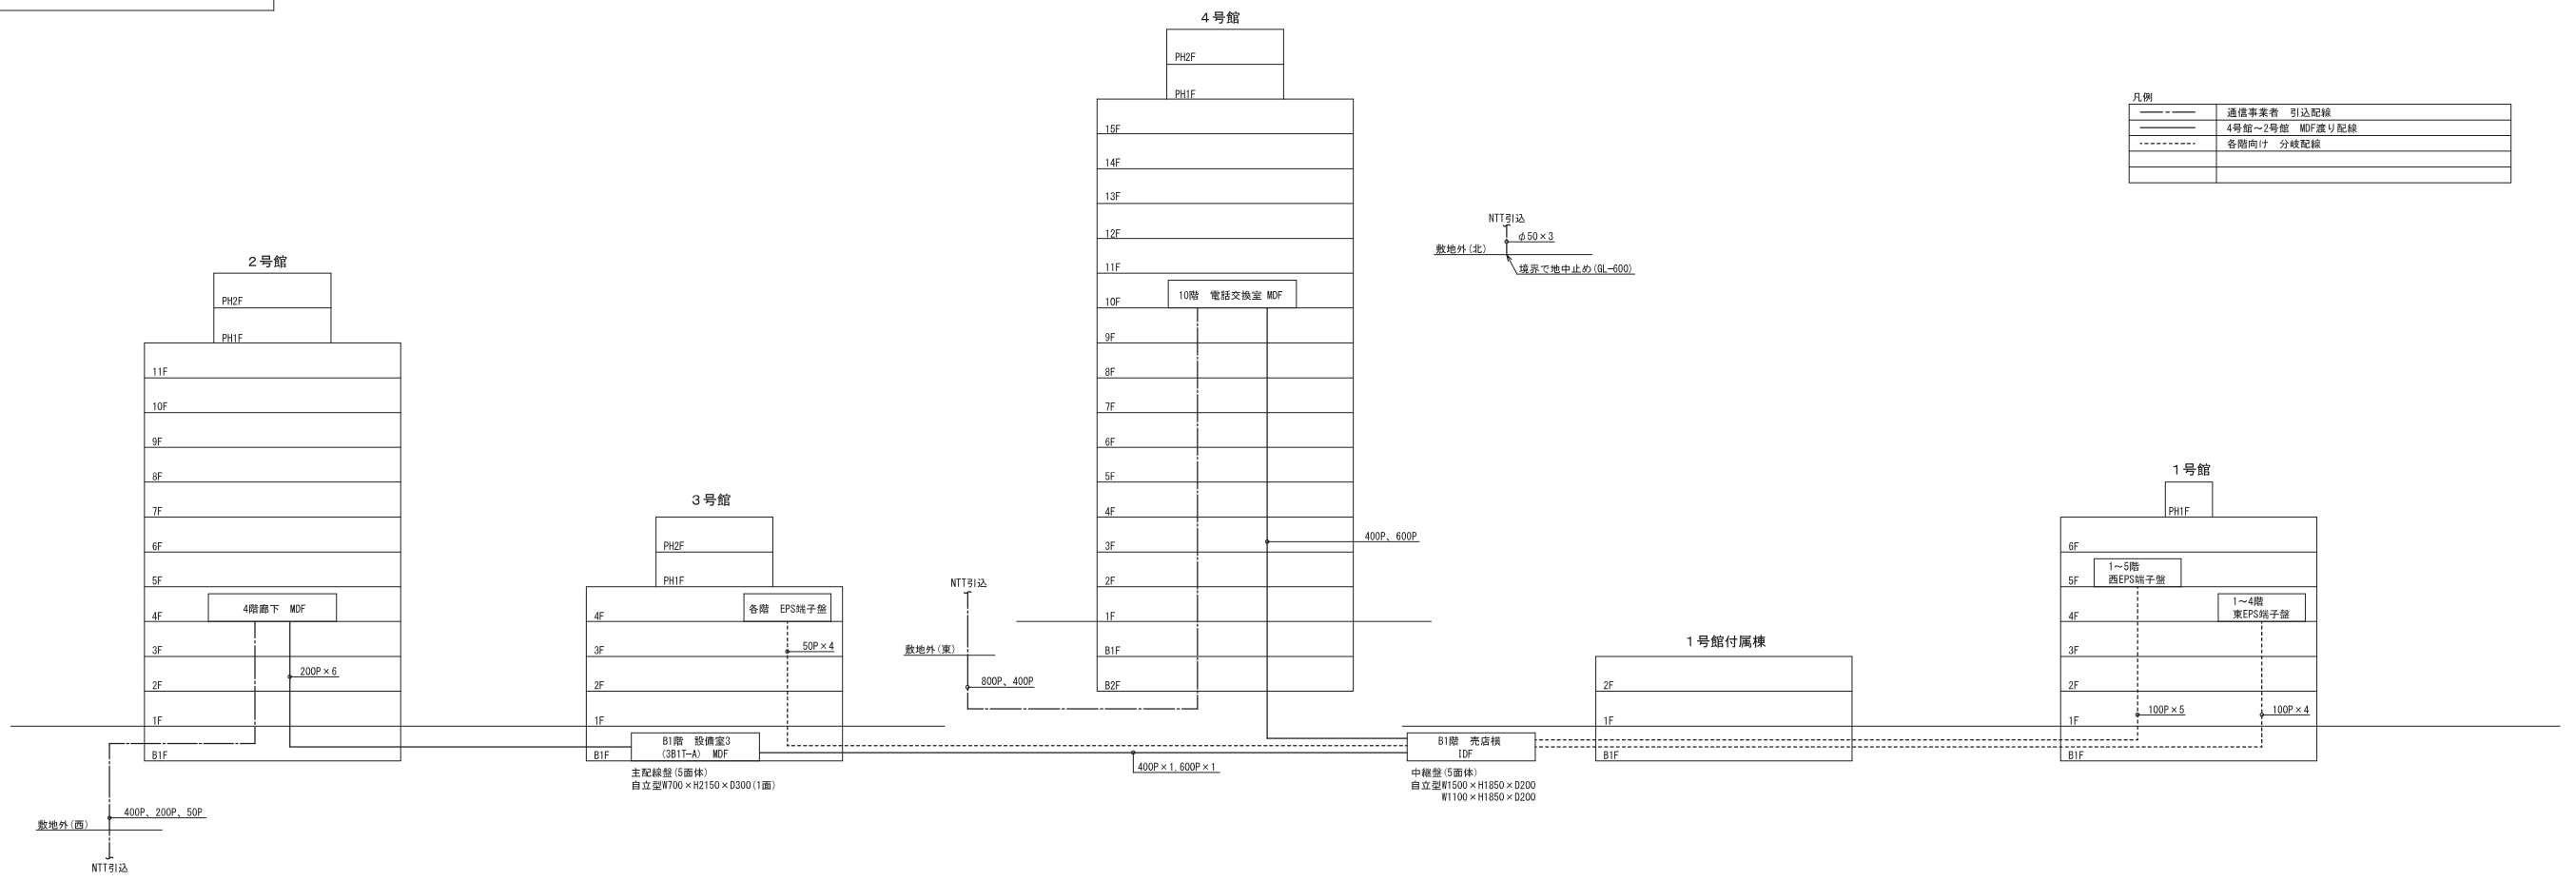 4号館
PH2F
PH1F
15F
14F
13F
12F
11F
10F
10階 電話交換室 MDF
9F
8F
7F
6F
5F
4F
3F
400P、600P
2F
1F
B1F
B2F
凡例
通信事業者 引込配線
4号館～2号館 MDF渡り配線
各階向け 分岐配線
NTT引込
φ50×3
敷地外(北)
境界で地中止め(GL-600)
2号館
PH2F
PH1F
11F
10F
9F
8F
7F
6F
5F
4F
4階廊下 MDF
3F
200P×6
2F
1F
B1F
400P、200P、50P
敷地外(西)
NTT引込
3号館
PH2F
PH1F
4F
各階 EPS端子盤
3F
50P×4
2F
1F
B1F
B1階 設備室3
(3B1T-A) MDF
主配線盤(5面体)
自立型W700×H2150×D300(1面)
NTT引込
敷地外(東)
800P、400P
400P×1,600P×1
B1階 売店横
IDF
中継盤(5面体)
自立型W1500×H1850×D200
W1100×H1850×D200
1号館付属棟
2F
1F
B1F
1号館
PH1F
6F
5F
1～5階
西EPS端子盤
4F
1～4階
東EPS端子盤
3F
2F
1F
100P×5
100P×4
B1F